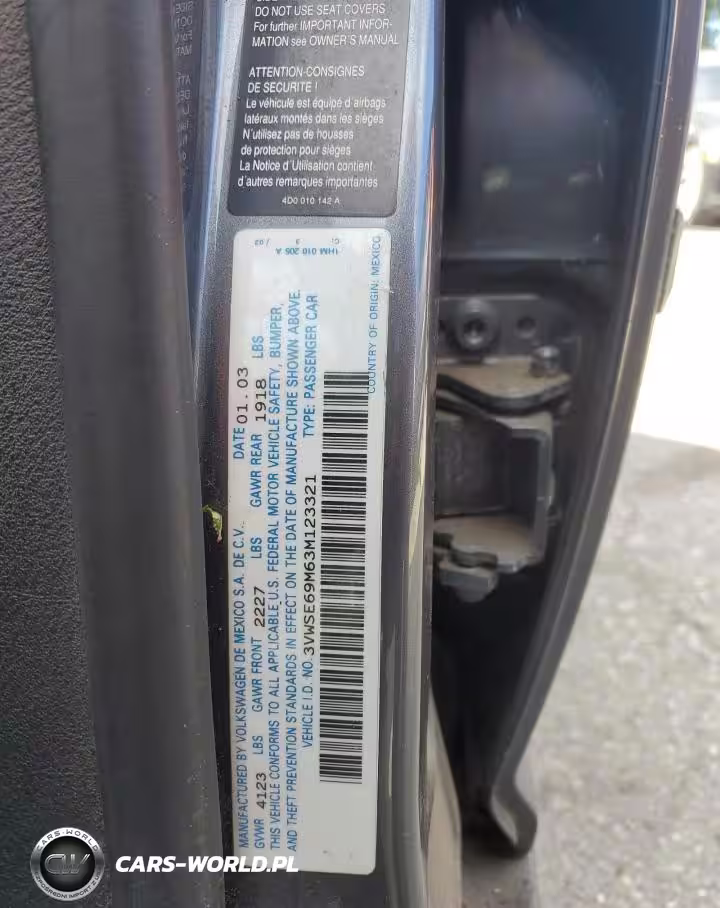 DO NOT USE SEAT COVERS
For further IMPORTANT INFOR-
MATION see OWNER'S MANUAL
ATTENTION-CONSIGNES
DE SECURITE !
Le véhicule est équipé d'airbags
latéraux montés dans les sièges
N'utilisez pas de housses
de protection pour sièges
La Notice d'Utilisation contient
d'autres remarques importantes
4D0 010 142 A
1HM 010 205 A
MANUFACTURED BY VOLKSWAGEN DE MEXICO S.A. DE C.V. DATE 01.03
GVWR 4123 LBS GAWR FRONT 2227 LBS GAWR REAR 1918 LBS
THIS VEHICLE CONFORMS TO ALL APPLICABLE U.S. FEDERAL MOTOR VEHICLE SAFETY, BUMPER,
AND THEFT PREVENTION STANDARDS IN EFFECT ON THE DATE OF MANUFACTURE SHOWN ABOVE.
VEHICLE I.D. NO. 3VWSE69M63M123321 TYPE: PASSENGER CAR
COUNTRY OF ORIGIN: MEXICO
CARS-WORLD
CW
CARS-WORLD.PL